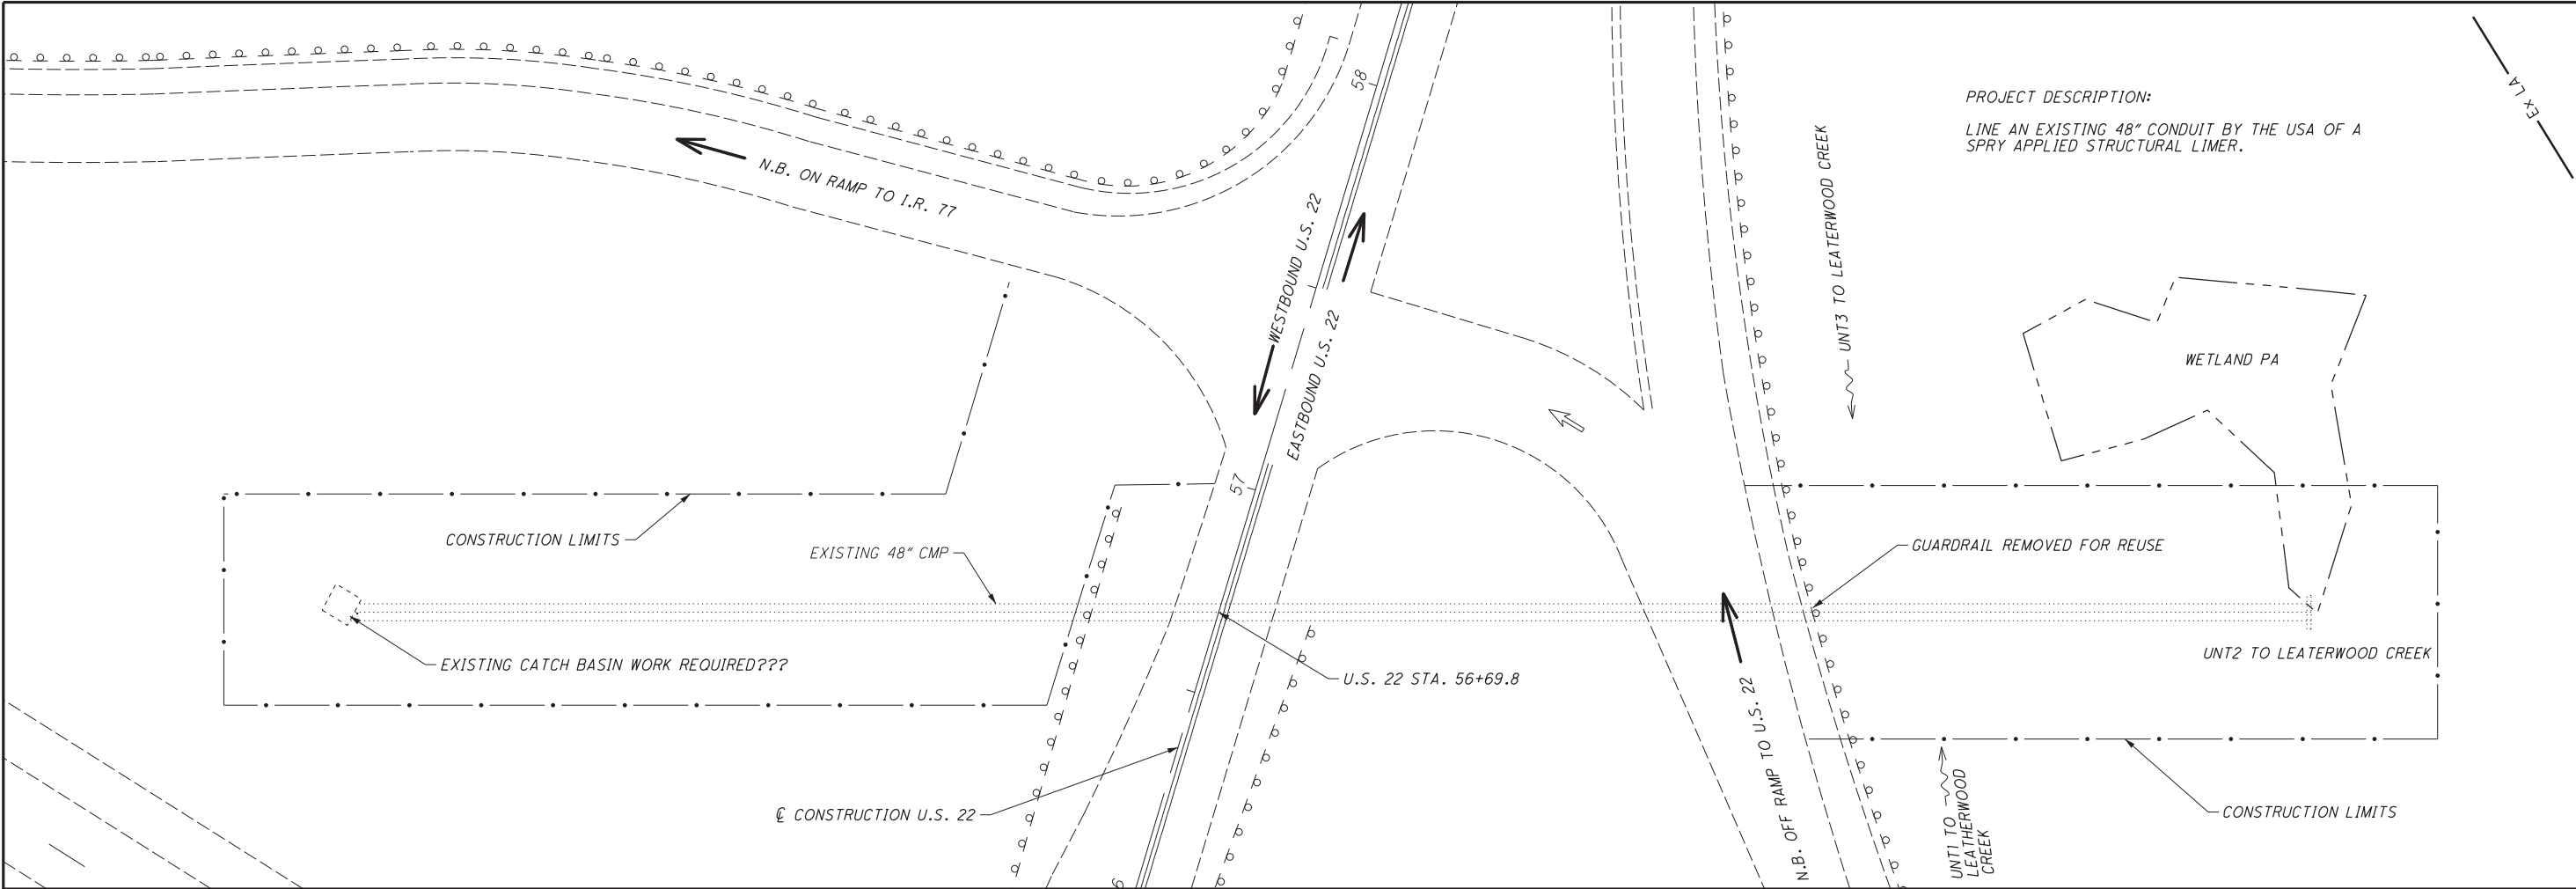 58
PROJECT DESCRIPTION:
LINE AN EXISTING 48" CONDUIT BY THE USA OF A
SPRY APPLIED STRUCTURAL LIMER.
Ex LA
N.B. ON RAMP TO I.R. 77
WESTBOUND U.S. 22
EASTBOUND U.S. 22
UNT3 TO LEATERWOOD CREEK
WETLAND PA
57
CONSTRUCTION LIMITS
EXISTING 48" CMP
GUARDRAIL REMOVED FOR REUSE
EXISTING CATCH BASIN WORK REQUIRED???
U.S. 22 STA. 56+69.8
UNT2 TO LEATERWOOD CREEK
N.B. OFF RAMP TO U.S. 22
℄ CONSTRUCTION U.S. 22
UNT1 TO
LEATHERWOOD
CREEK
CONSTRUCTION LIMITS